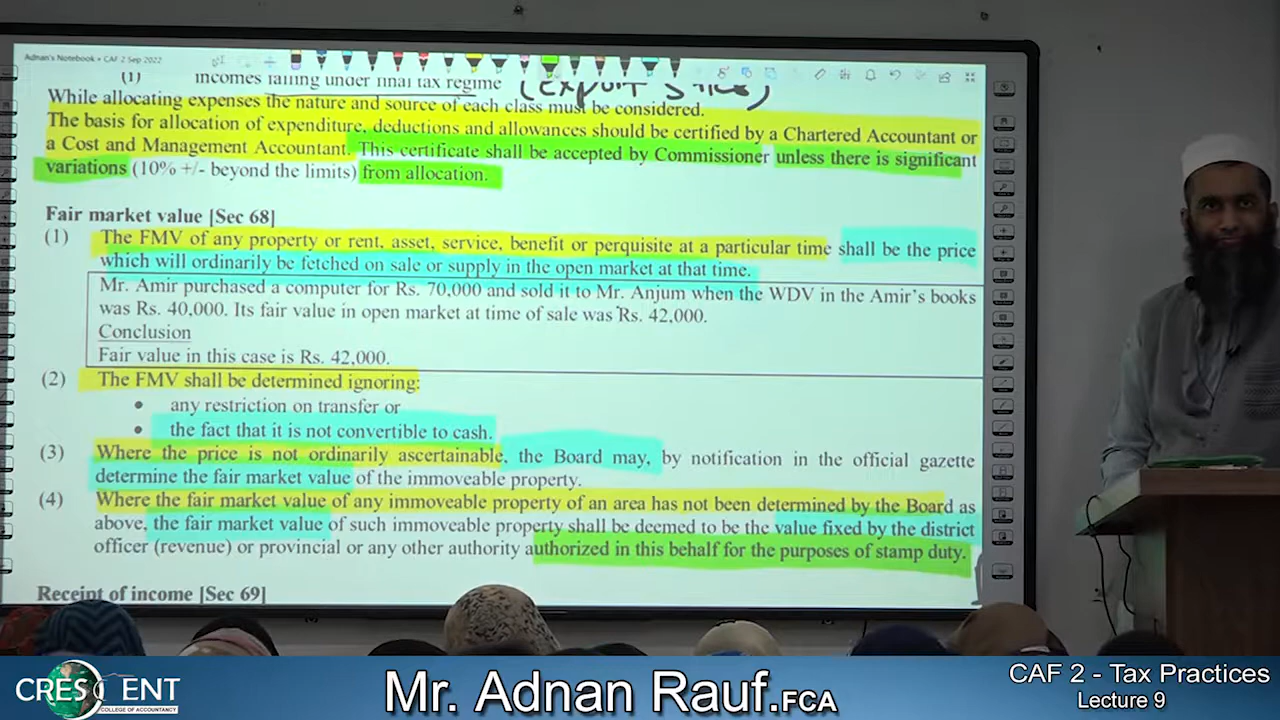 Adnan's Notebook • CAF 2 Sep 2022
(1) incomes falling under final tax regime (Export
While allocating expenses the nature and source of each class must be considered.
The basis for allocation of expenditure, deductions and allowances should be certified by a Chartered Accountant or
a Cost and Management Accountant. This certificate shall be accepted by Commissioner unless there is significant
variations (10% +/- beyond the limits) from allocation.
Fair market value [Sec 68]
(1) The FMV of any property or rent, asset, service, benefit or perquisite at a particular time shall be the price
which will ordinarily be fetched on sale or supply in the open market at that time.
Mr. Amir purchased a computer for Rs. 70,000 and sold it to Mr. Anjum when the WDV in the Amir's books
was Rs. 40,000. Its fair value in open market at time of sale was Rs. 42,000.
Conclusion
Fair value in this case is Rs. 42,000.
(2) The FMV shall be determined ignoring:
• any restriction on transfer or
• the fact that it is not convertible to cash.
(3) Where the price is not ordinarily ascertainable, the Board may, by notification in the official gazette
determine the fair market value of the immoveable property.
(4) Where the fair market value of any immoveable property of an area has not been determined by the Board as
above, the fair market value of such immoveable property shall be deemed to be the value fixed by the district
officer (revenue) or provincial or any other authority authorized in this behalf for the purposes of stamp duty.
Receipt of income [Sec 69]
CRESCENT
COLLEGE OF ACCOUNTANCY
Mr. Adnan Rauf.FCA
CAF 2 - Tax Practices
Lecture 9